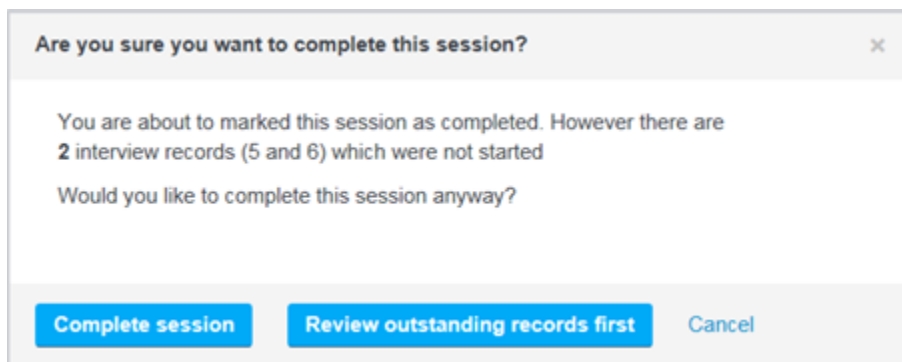 Are you sure you want to complete this session?
You are about to marked this session as completed. However there are
2 interview records (5 and 6) which were not started
Would you like to complete this session anyway?
Complete session
Review outstanding records first
Cancel